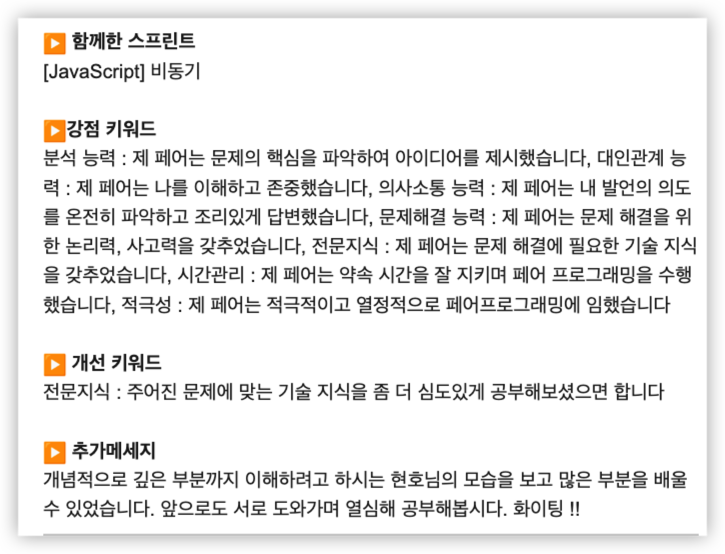 ▶️ 함께한 스프린트
[JavaScript] 비동기
▶️강점 키워드
분석 능력 : 제 페어는 문제의 핵심을 파악하여 아이디어를 제시했습니다, 대인관계 능
력 : 제 페어는 나를 이해하고 존중했습니다, 의사소통 능력 : 제 페어는 내 발언의 의도
를 온전히 파악하고 조리있게 답변했습니다, 문제해결 능력 : 제 페어는 문제 해결을 위
한 논리력, 사고력을 갖추었습니다, 전문지식 : 제 페어는 문제 해결에 필요한 기술 지식
을 갖추었습니다, 시간관리 : 제 페어는 약속 시간을 잘 지키며 페어 프로그래밍을 수행
했습니다, 적극성 : 제 페어는 적극적이고 열정적으로 페어프로그래밍에 임했습니다
▶️ 개선 키워드
전문지식 : 주어진 문제에 맞는 기술 지식을 좀 더 심도있게 공부해보셨으면 합니다
▶️ 추가메세지
개념적으로 깊은 부분까지 이해하려고 하시는 현호님의 모습을 보고 많은 부분을 배울
수 있었습니다. 앞으로도 서로 도와가며 열심해 공부해봅시다. 화이팅 !!